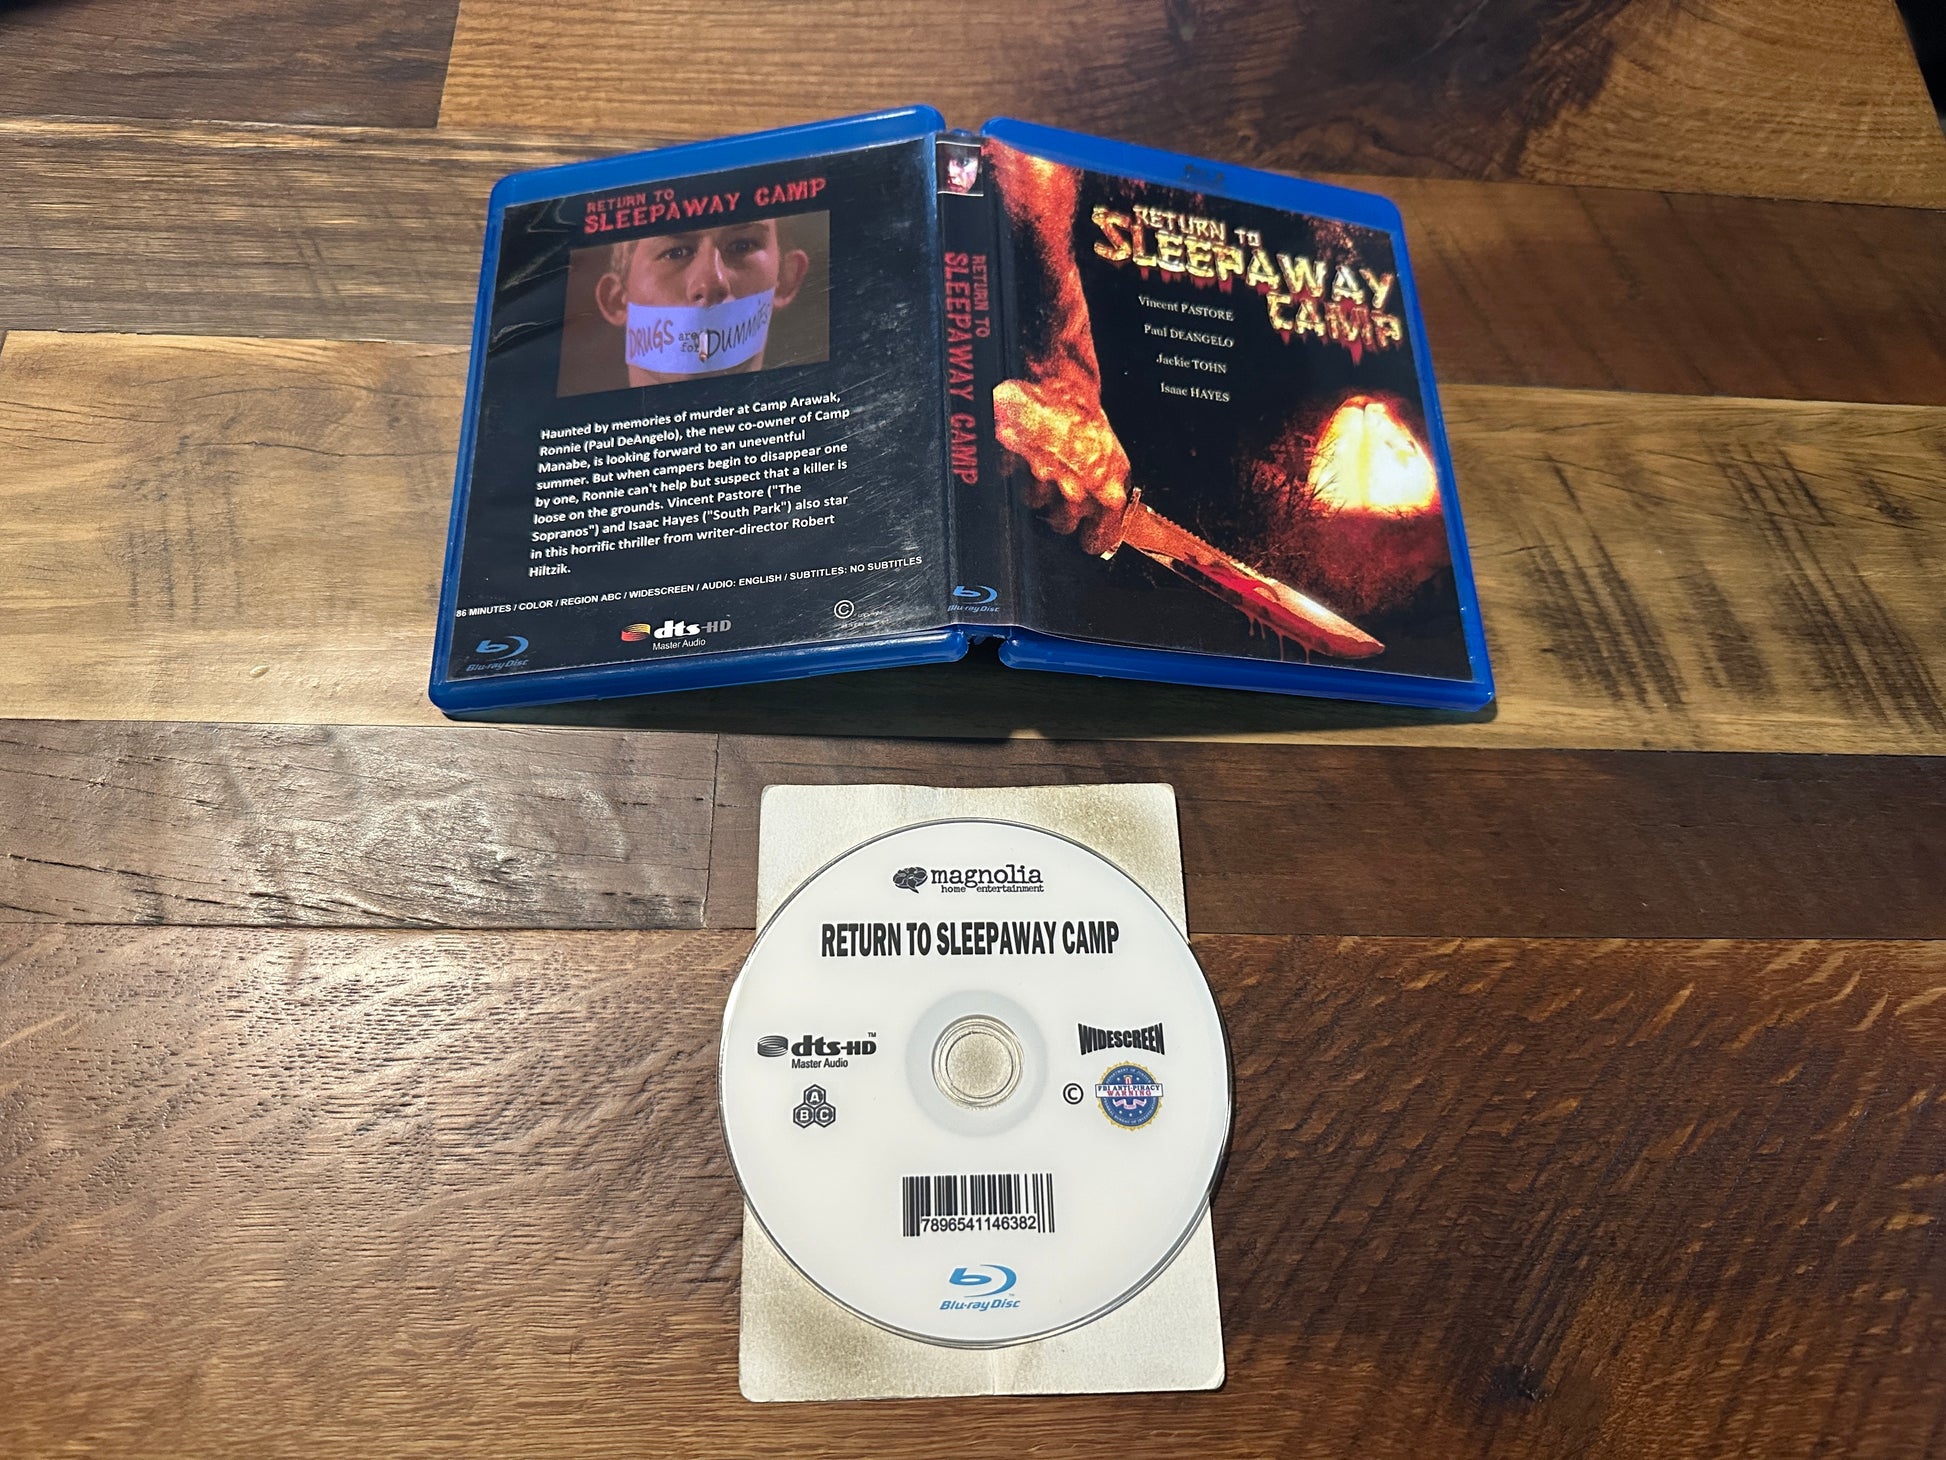 RETURN TO
SLEEPAWAY CAMP
DRUGS are for DUMMIES
Haunted by memories of murder at Camp Arawak,
Ronnie (Paul DeAngelo), the new co-owner of Camp
Manabe, is looking forward to an uneventful
summer. But when campers begin to disappear one
by one, Ronnie can't help but suspect that a killer is
loose on the grounds. Vincent Pastore ("The
Sopranos") and Isaac Hayes ("South Park") also star
in this horrific thriller from writer-director Robert
Hiltzik.
86 MINUTES / COLOR / REGION ABC / WIDESCREEN / AUDIO: ENGLISH / SUBTITLES: NO SUBTITLES
Blu-ray Disc
dts-HD
Master Audio
©
RETURN TO
SLEEPAWAY CAMP
Blu-ray Disc
RETURN TO
SLEEPAWAY
CAMP
Vincent PASTORE
Paul DEANGELO
Jackie TOHN
Isaac HAYES
magnolia
home entertainment
RETURN TO SLEEPAWAY CAMP
dts-HD™
Master Audio
WIDESCREEN
A
B C
©
FBI ANTI-PIRACY
WARNING
7896541146382
Blu-ray Disc™